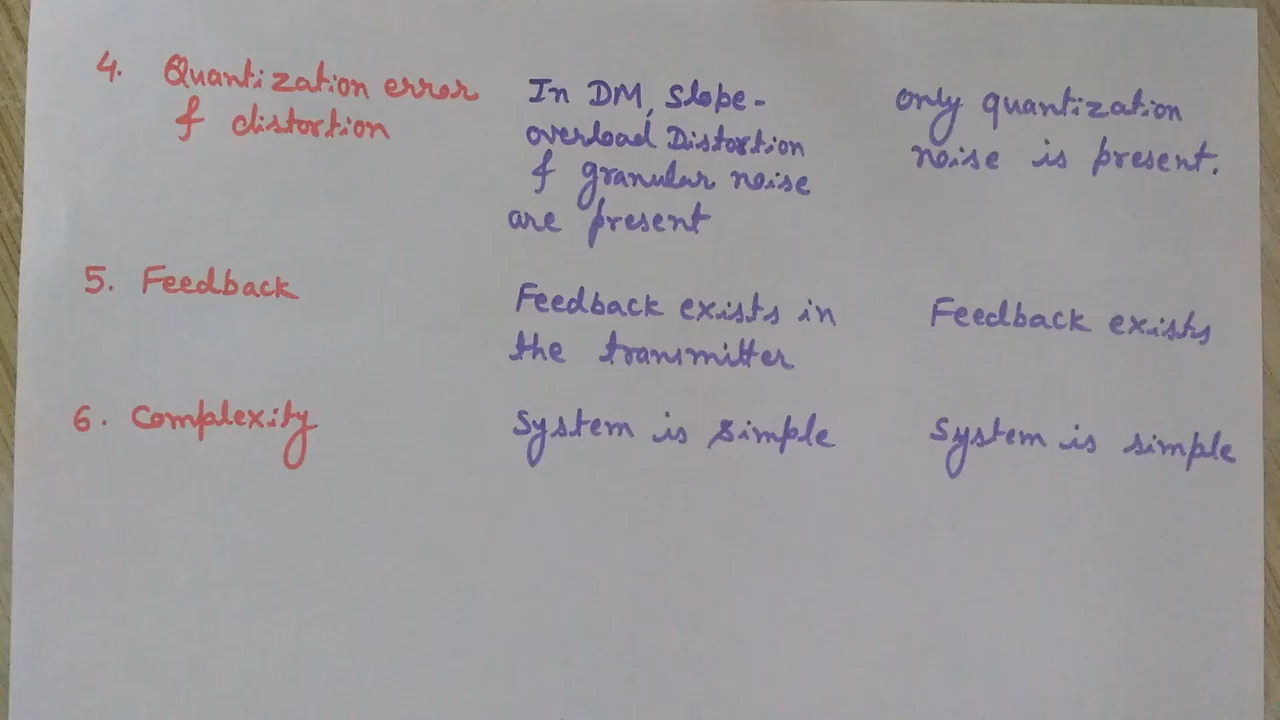 4. Quantization error
& distortion
In DM, Slope-
overload Distortion
& granular noise
are present
only quantization
noise is present.
5. Feedback
Feedback exists in
the transmitter
Feedback exists
6. Complexity
System is simple
System is simple